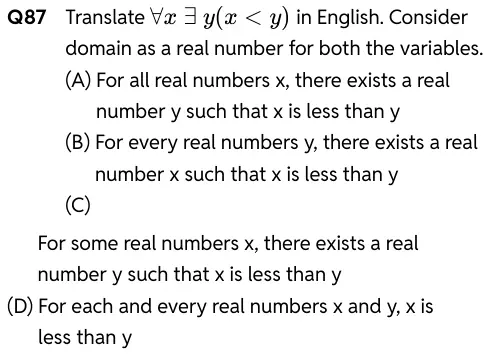 Q87 Translate ∀x ∃ y(x < y) in English. Consider
domain as a real number for both the variables.
(A) For all real numbers x, there exists a real
number y such that x is less than y
(B) For every real numbers y, there exists a real
number x such that x is less than y
(C)
For some real numbers x, there exists a real
number y such that x is less than y
(D) For each and every real numbers x and y, x is
less than y